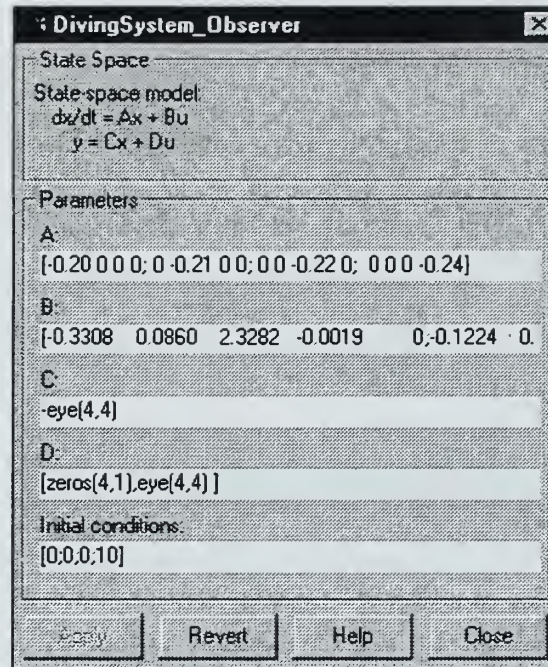 DivingSystem_Observer
State Space
State-space model:
dx/dt = Ax + Bu
y = Cx + Du
Parameters
A:
[-0.20 0 0 0; 0 -0.21 0 0; 0 0 -0.22 0; 0 0 0 -0.24]
B:
[-0.3308 0.0860 2.3282 -0.0019 0;-0.1224 -0.
C:
-eye(4,4)
D:
[zeros(4,1),eye(4,4) ]
Initial conditions:
[0;0;0;10]
Apply
Revert
Help
Close